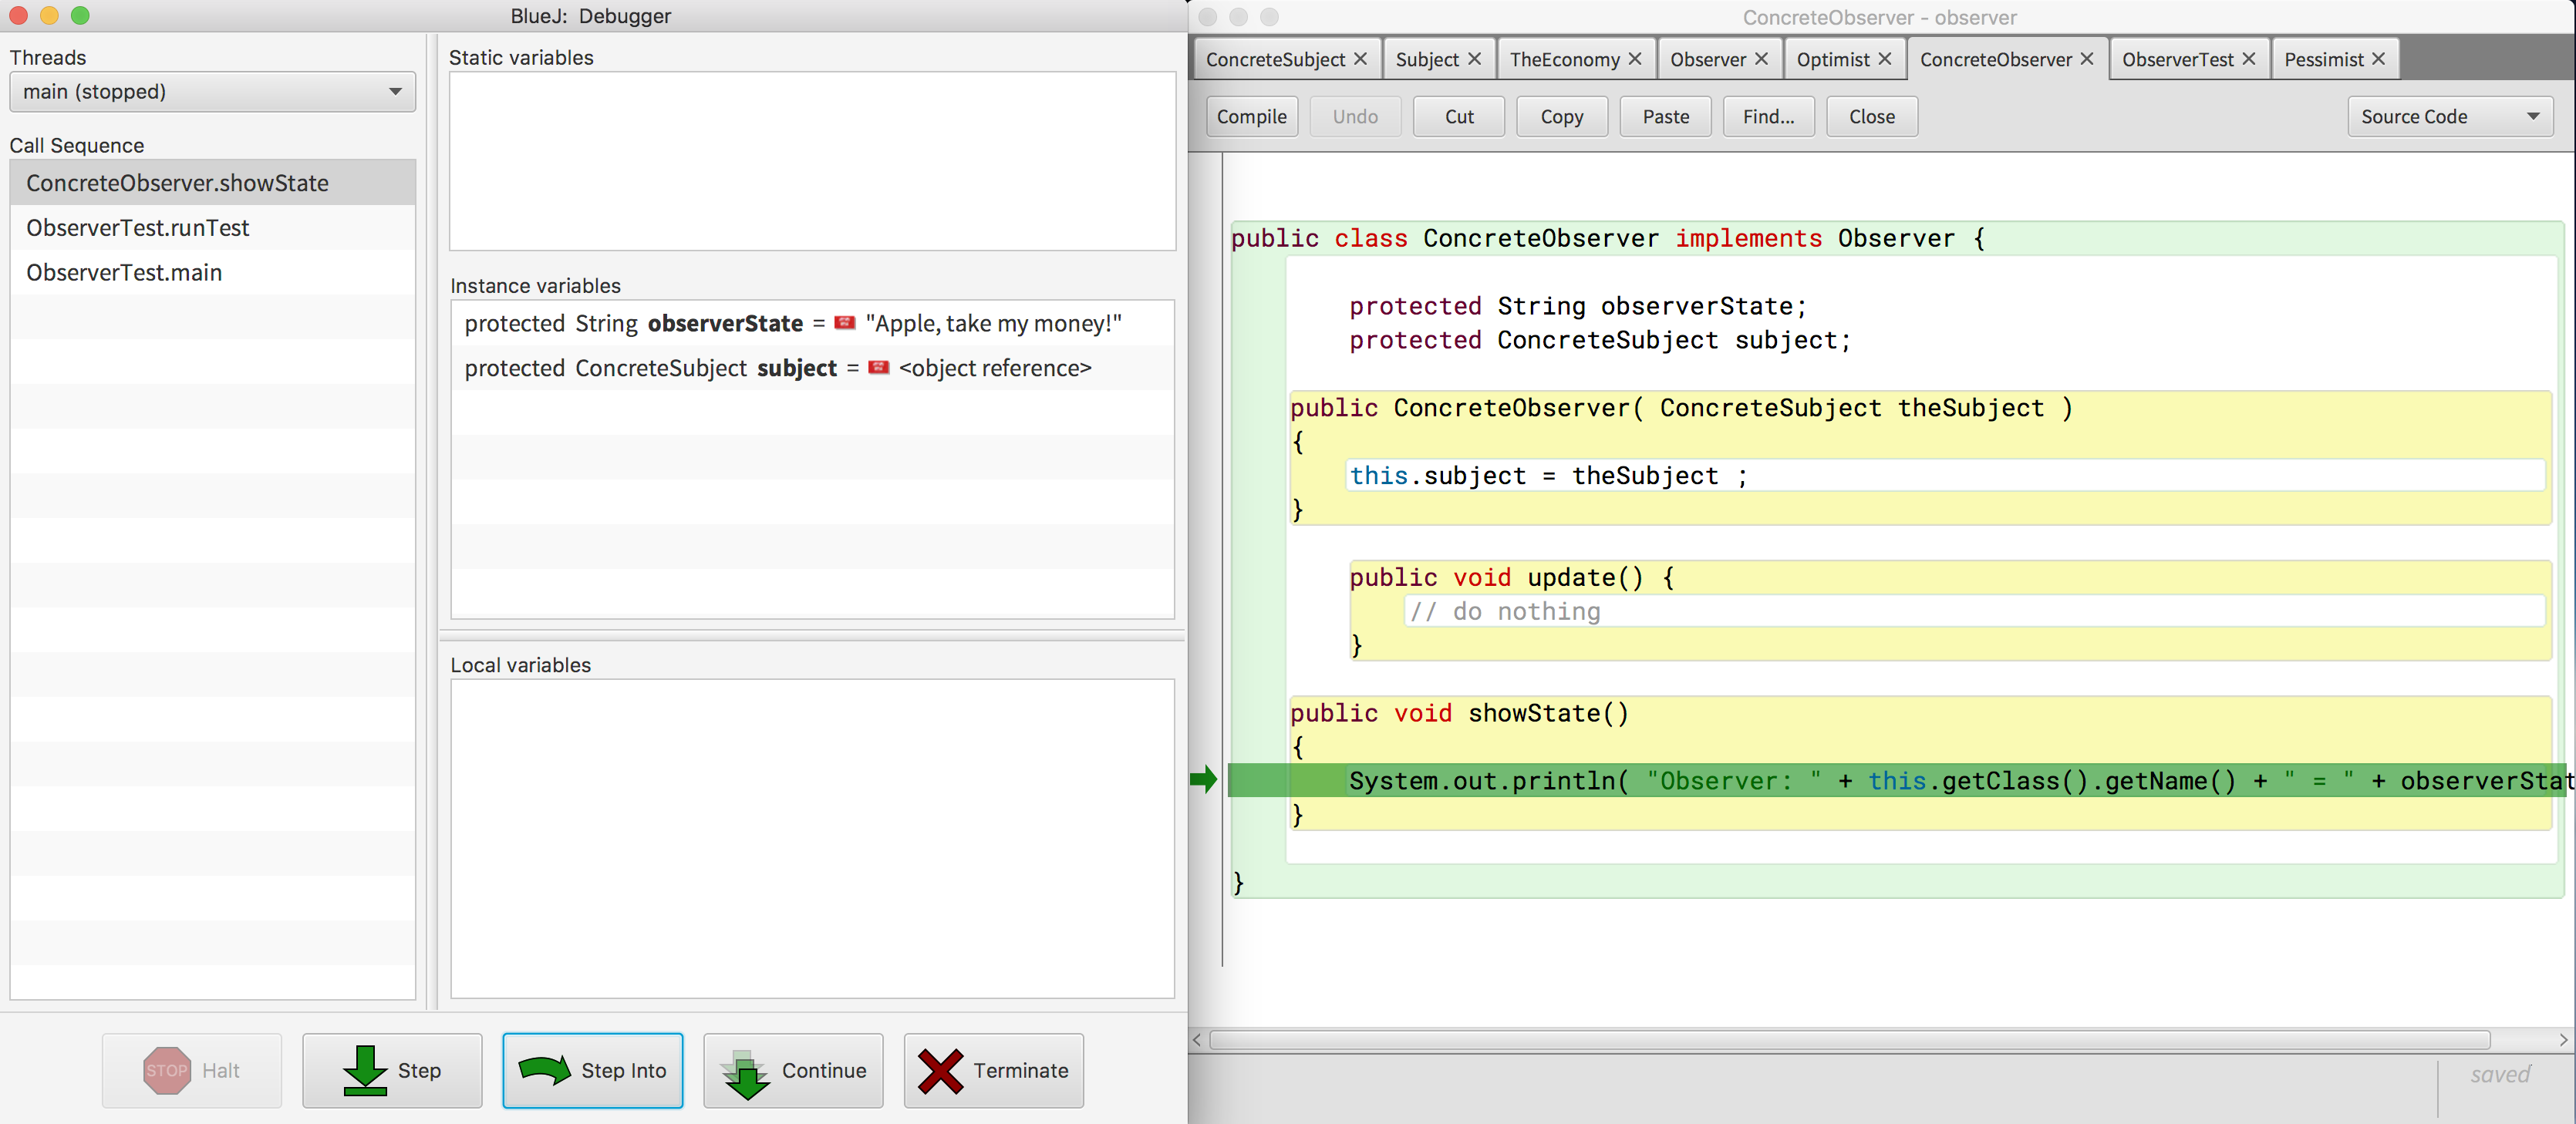 BlueJ: Debugger
Threads
main (stopped)
Call Sequence
ConcreteObserver.showState
ObserverTest.runTest
ObserverTest.main
Static variables
Instance variables
protected String observerState = "Apple, take my money!"
protected ConcreteSubject subject = <object reference>
Local variables
STOP Halt
Step
Step Into
Continue
Terminate
ConcreteObserver - observer
ConcreteSubject
Subject
TheEconomy
Observer
Optimist
ConcreteObserver
ObserverTest
Pessimist
Compile
Undo
Cut
Copy
Paste
Find...
Close
Source Code
public class ConcreteObserver implements Observer {
protected String observerState;
protected ConcreteSubject subject;
public ConcreteObserver( ConcreteSubject theSubject )
{
this.subject = theSubject ;
}
public void update() {
// do nothing
}
public void showState()
{
System.out.println( "Observer: " + this.getClass().getName() + " = " + observerStat
}
}
saved